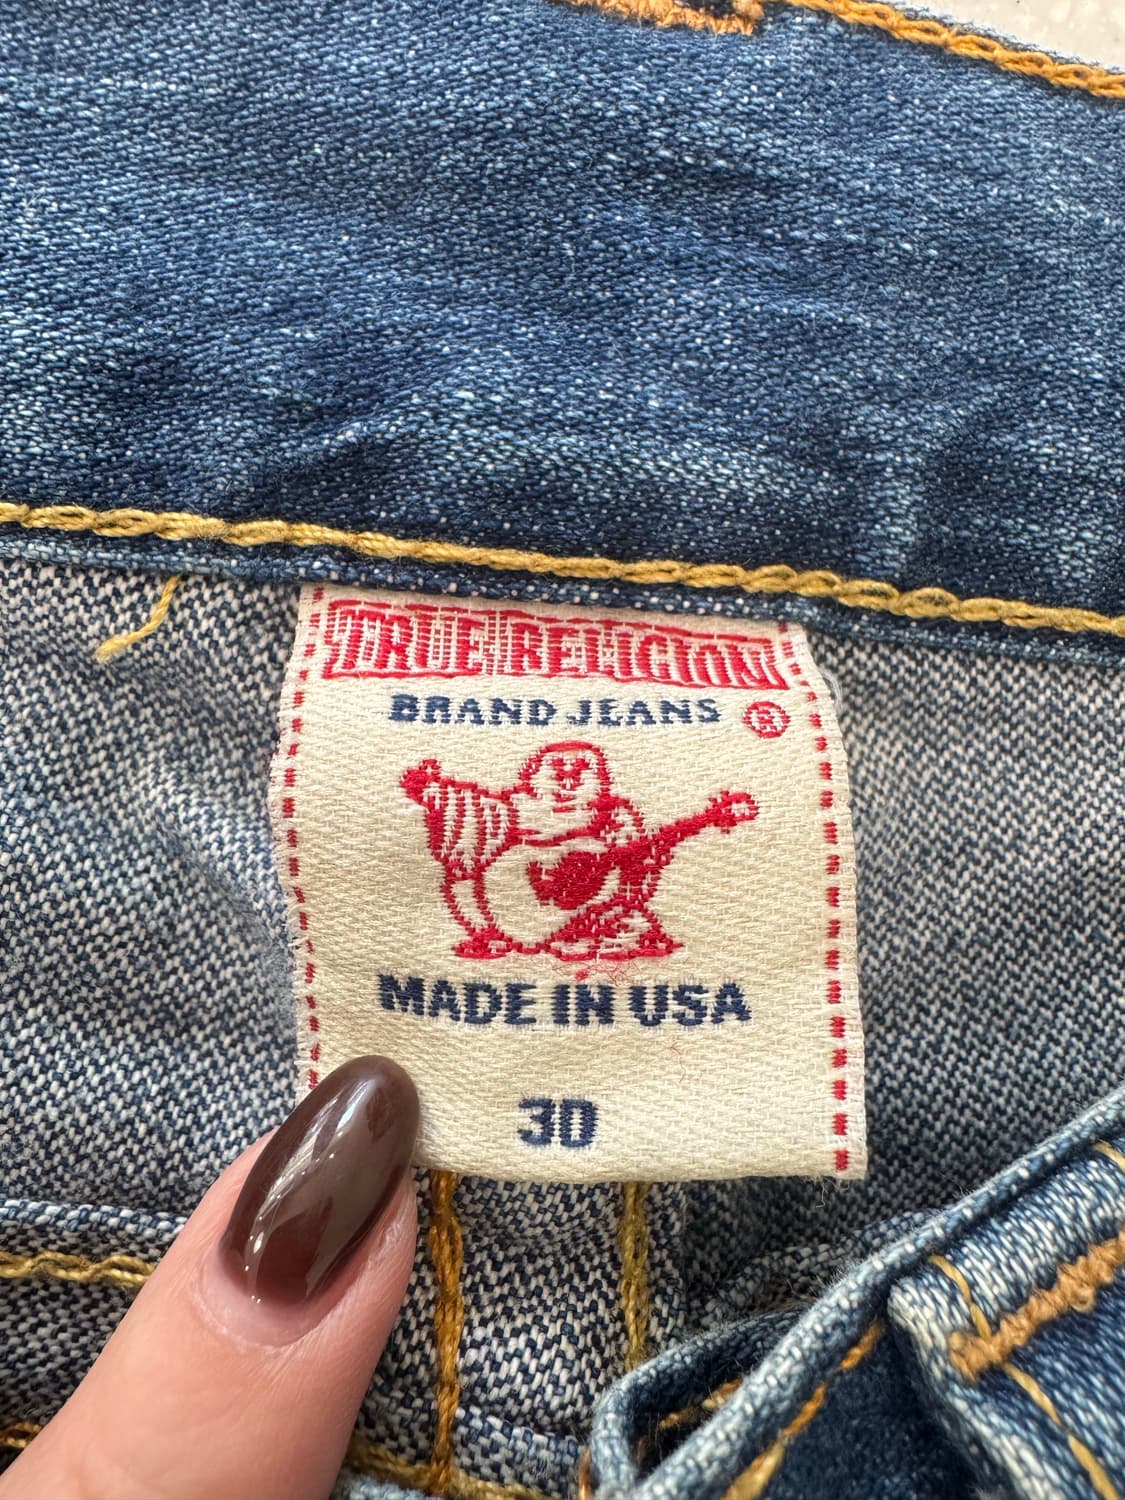 TRUE RELIGION
BRAND JEANS ®
MADE IN USA
30